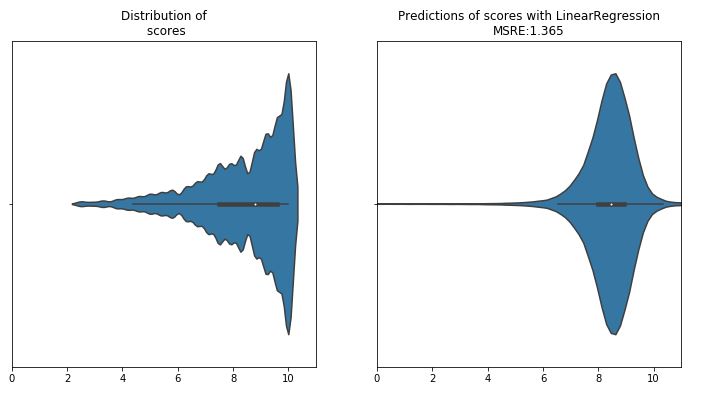 Distribution of
scores
Predictions of scores with LinearRegression
MSRE:1.365
0 2 4 6 8 10
0 2 4 6 8 10